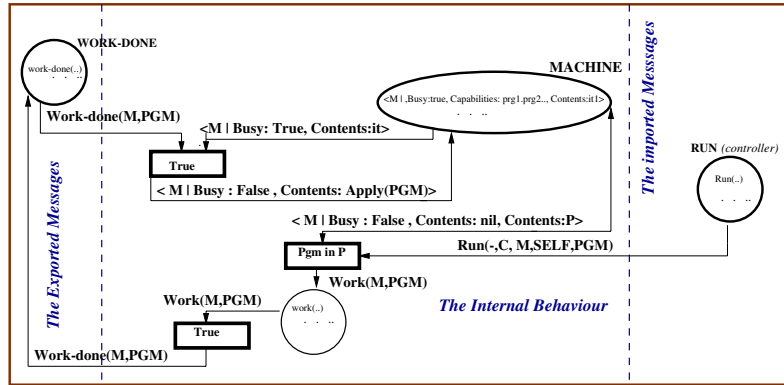 WORK-DONE
work-done(..)
. . ..
MACHINE
<M | ,Busy:true, Capabilities: prg1.prg2.., Contents:it1>
. . ..
Work-done(M,PGM)
<M | Busy: True, Contents:it>
True
< M | Busy : False , Contents: Apply(PGM)>
RUN (controller)
Run(..)
. . ..
< M | Busy : False , Contents: nil, Contents:P>
Run(-,C, M,SELF,PGM)
Pgm in P
Work(M,PGM)
Work(M,PGM)
work(..)
. . ..
True
Work-done(M,PGM)
The Exported Messages
The Internal Behaviour
The imported Messsages